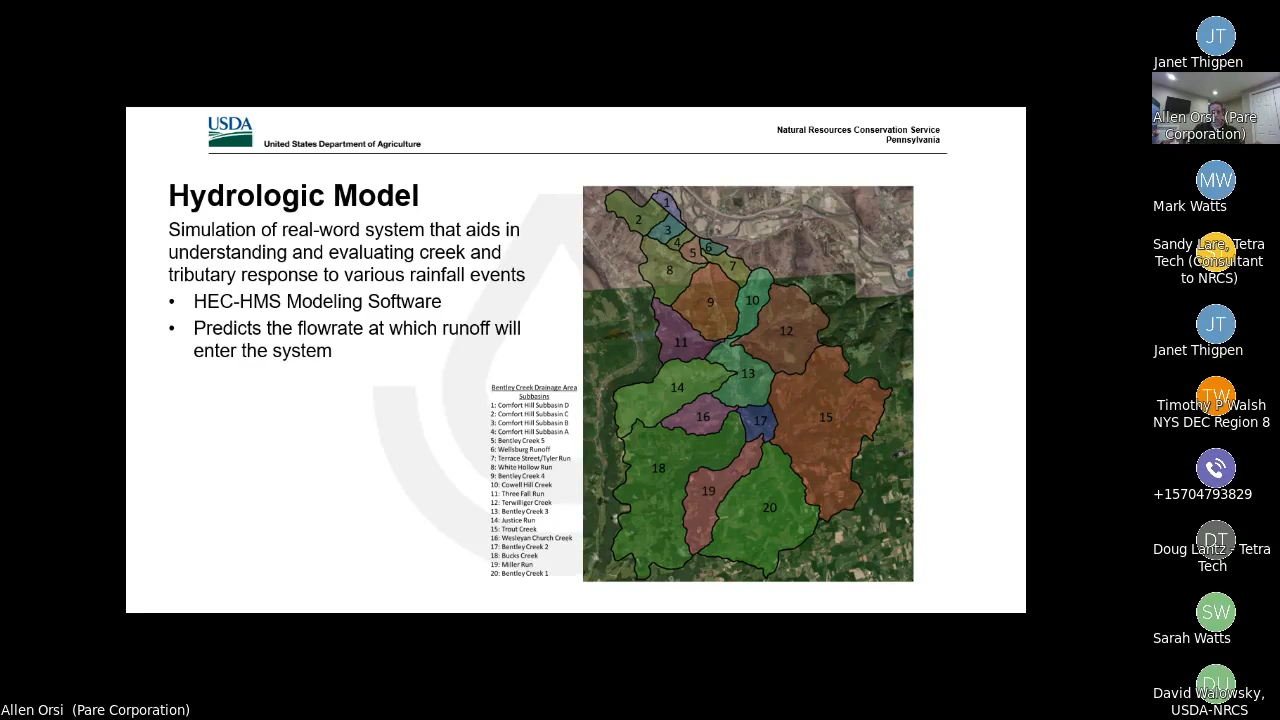 USDA
United States Department of Agriculture
Natural Resources Conservation Service
Pennsylvania
Hydrologic Model
Simulation of real-word system that aids in
understanding and evaluating creek and
tributary response to various rainfall events
• HEC-HMS Modeling Software
• Predicts the flowrate at which runoff will
enter the system
Bentley Creek Drainage Area
Subbasins
1: Comfort Hill Subbasin D
2: Comfort Hill Subbasin C
3: Comfort Hill Subbasin B
4: Comfort Hill Subbasin A
5: Bentley Creek 5
6: Wellsburg Runoff
7: Terrace Street/Tyler Run
8: White Hollow Run
9: Bentley Creek 4
10: Cowell Hill Creek
11: Three Fall Run
12: Terwilliger Creek
13: Bentley Creek 3
14: Justice Run
15: Trout Creek
16: Wesleyan Church Creek
17: Bentley Creek 2
18: Bucks Creek
19: Miller Run
20: Bentley Creek 1
1
2
3
4
5
6
7
8
9
10
11
12
13
14
15
16
17
18
19
20
JT
Janet Thigpen
Allen Orsi (Pare
Corporation)
MW
Mark Watts
Sandy Lare, Tetra
Tech (Consultant
to NRCS)
JT
Janet Thigpen
TW
Timothy P Walsh
NYS DEC Region 8
DT
Doug Lantz - Tetra
Tech
SW
Sarah Watts
DU
David Walowsky,
USDA-NRCS
Allen Orsi (Pare Corporation)